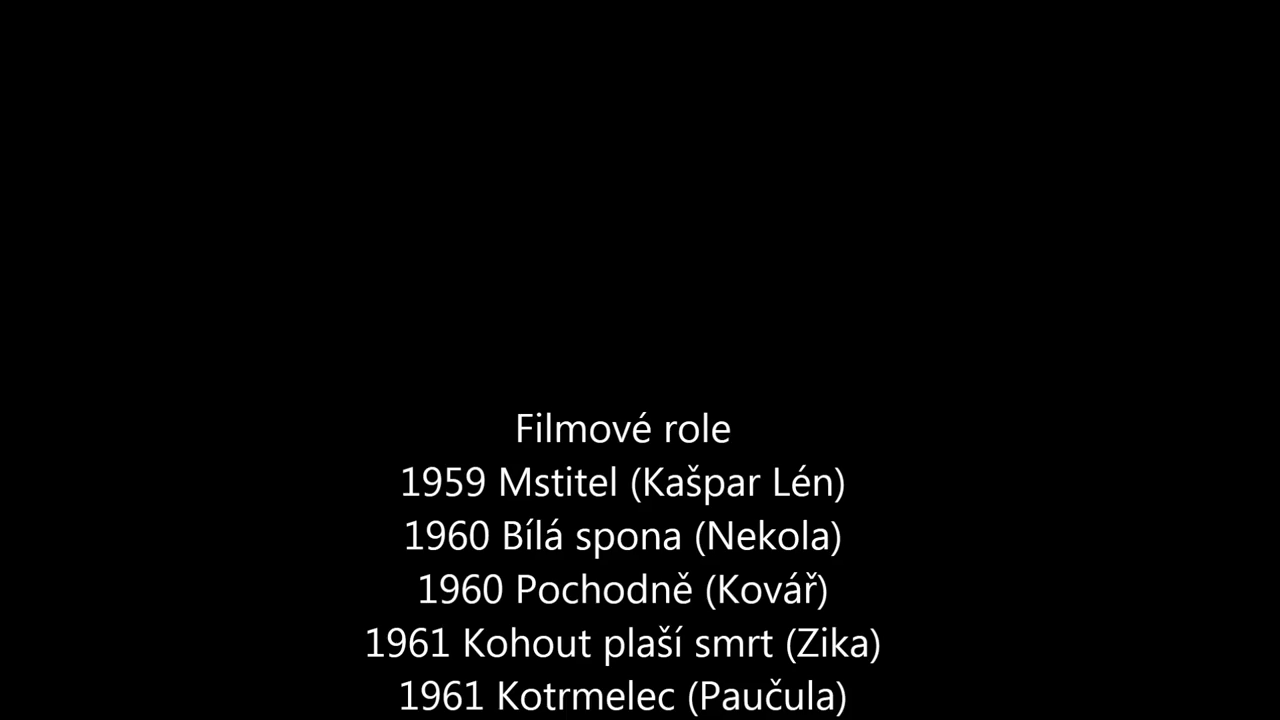 Filmové role
1959 Mstitel (Kašpar Lén)
1960 Bílá spona (Nekola)
1960 Pochodně (Kovář)
1961 Kohout plaší smrt (Zika)
1961 Kotrmelec (Paučula)